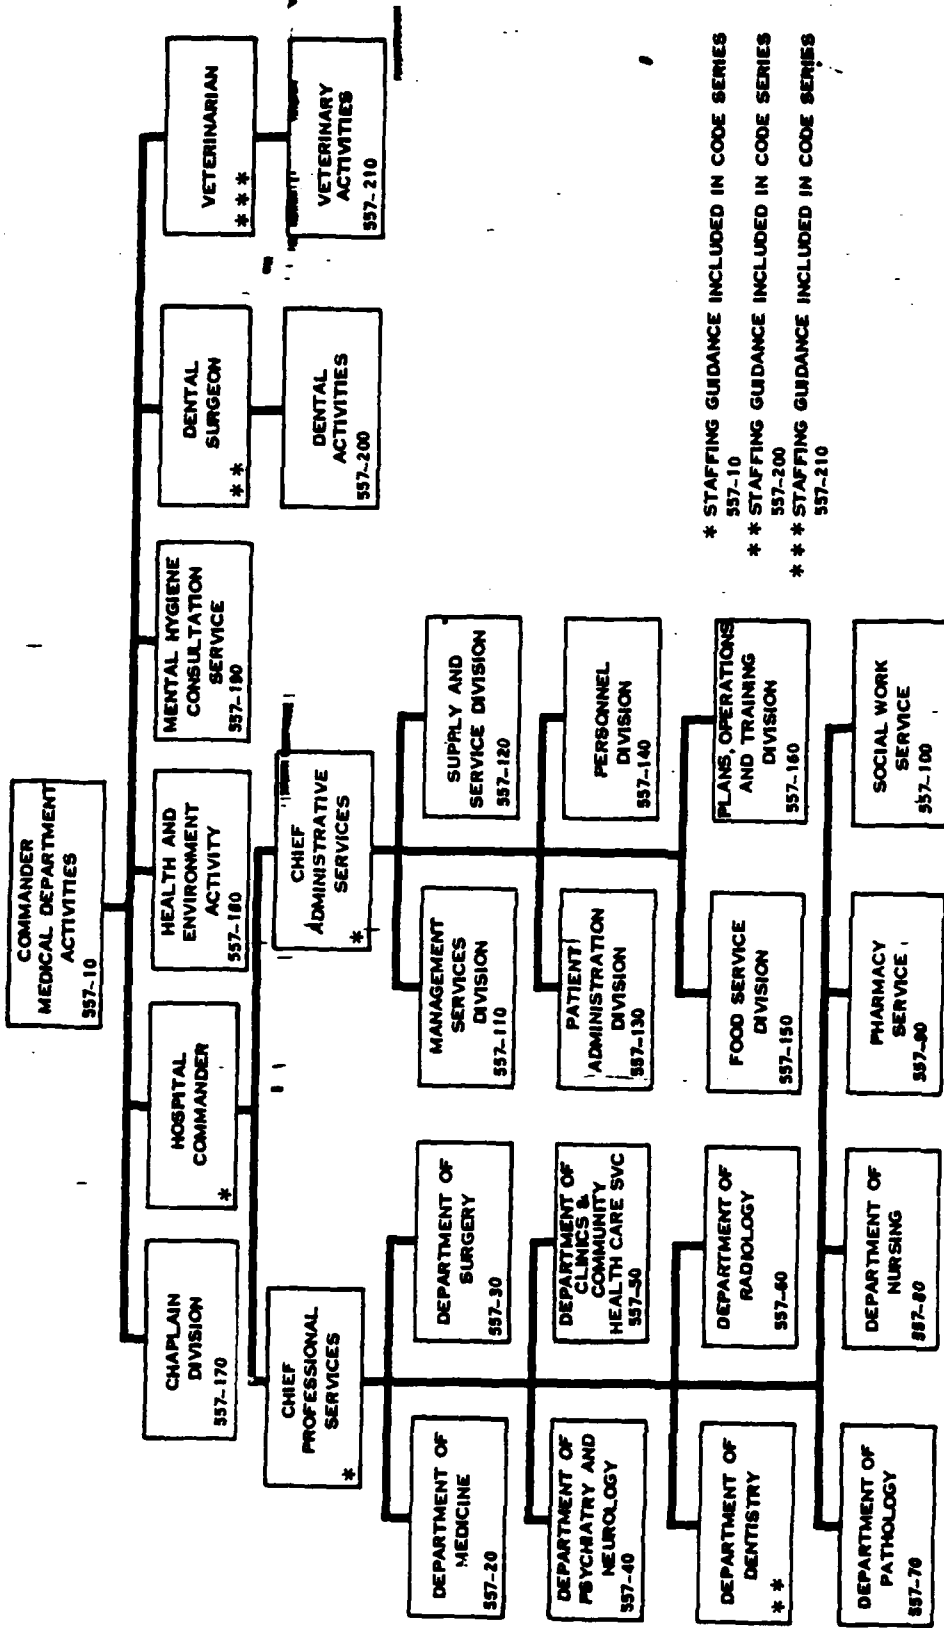 COMMANDER
MEDICAL DEPARTMENT
ACTIVITIES
557-10
CHAPLAIN
DIVISION
557-170
HOSPITAL
COMMANDER
*
HEALTH AND
ENVIRONMENT
ACTIVITY
557-180
MENTAL HYGIENE
CONSULTATION
SERVICE
557-190
DENTAL
SURGEON
* *
VETERINARIAN
* * *
DENTAL
ACTIVITIES
557-200
VETERINARY
ACTIVITIES
557-210
CHIEF
PROFESSIONAL
SERVICES
*
CHIEF
ADMINISTRATIVE
SERVICES
*
DEPARTMENT OF
MEDICINE
557-20
DEPARTMENT OF
SURGERY
557-30
MANAGEMENT
SERVICES
DIVISION
557-110
SUPPLY AND
SERVICE DIVISION
557-120
DEPARTMENT OF
PSYCHIATRY AND
NEUROLOGY
557-40
DEPARTMENT OF
CLINICS &
COMMUNITY
HEALTH CARE SVC
557-50
PATIENT
ADMINISTRATION
DIVISION
557-130
PERSONNEL
DIVISION
557-140
DEPARTMENT OF
DENTISTRY
* *
DEPARTMENT OF
RADIOLOGY
557-60
FOOD SERVICE
DIVISION
557-150
PLANS, OPERATIONS
AND TRAINING
DIVISION
557-160
DEPARTMENT OF
PATHOLOGY
557-70
DEPARTMENT OF
NURSING
557-80
PHARMACY
SERVICE
557-90
SOCIAL WORK
SERVICE
557-100
* STAFFING GUIDANCE INCLUDED IN CODE SERIES
557-10
* * STAFFING GUIDANCE INCLUDED IN CODE SERIES
557-200
* * * STAFFING GUIDANCE INCLUDED IN CODE SERIES
557-210